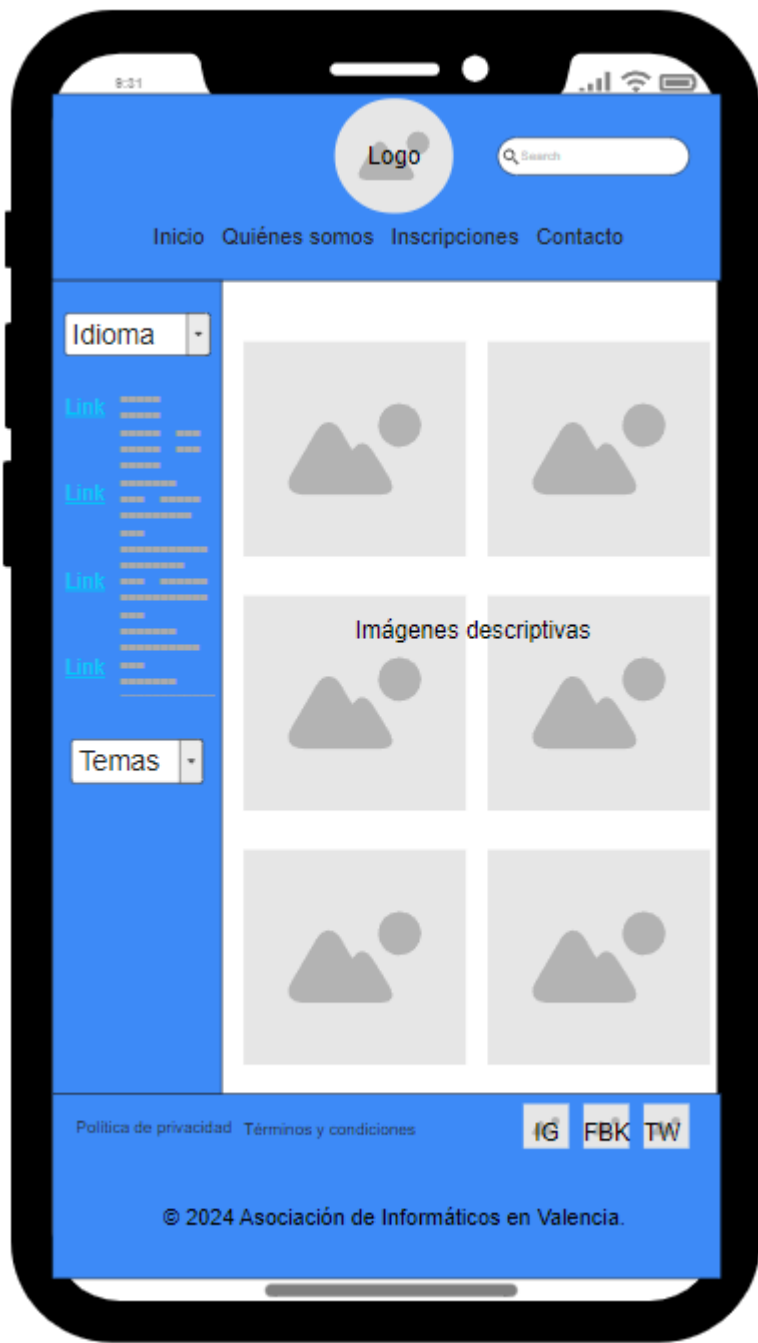 9:31
Logo
Search
Inicio Quiénes somos Inscripciones Contacto
Idioma
Link
Link
Link
Link
Temas
Imágenes descriptivas
Política de privacidad Términos y condiciones
IG FBK TW
© 2024 Asociación de Informáticos en Valencia.